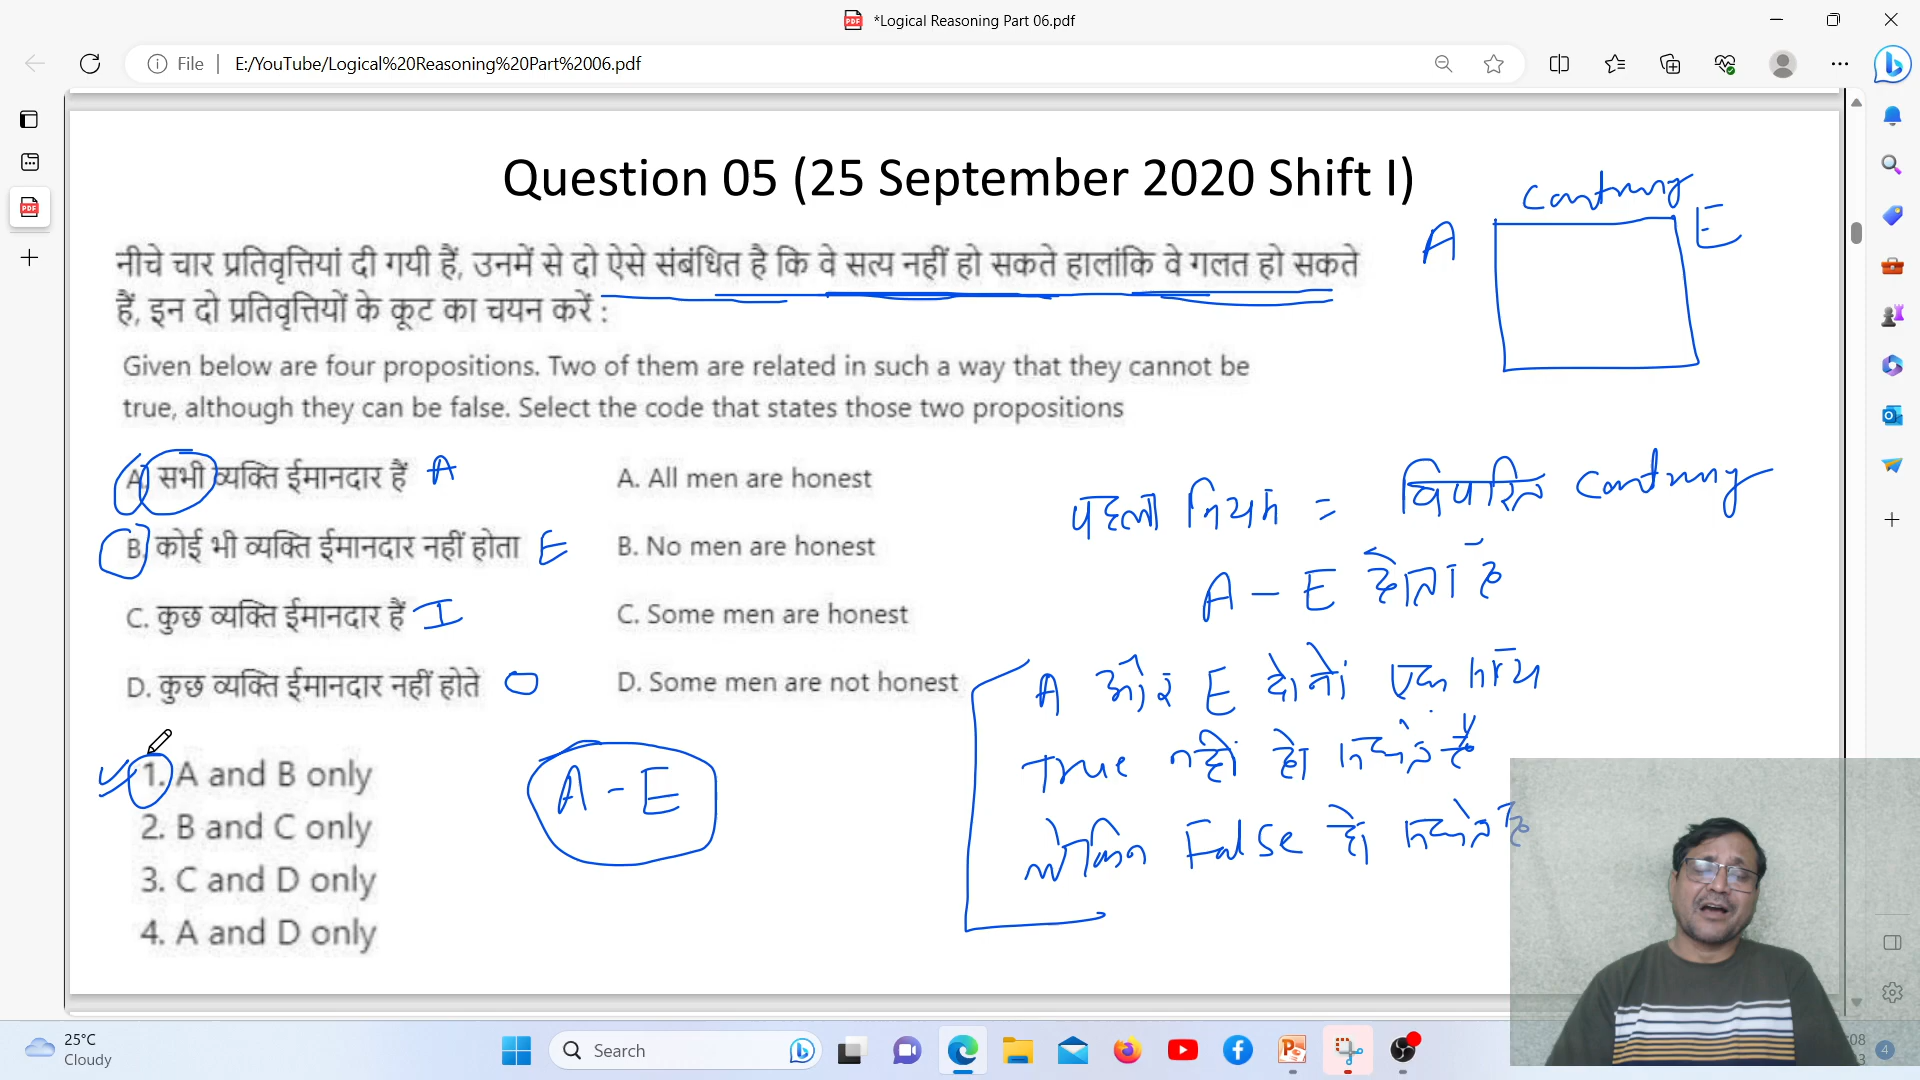 *Logical Reasoning Part 06.pdf
File | E:/YouTube/Logical%20Reasoning%20Part%2006.pdf
Question 05 (25 September 2020 Shift I)
Contrary
A E
नीचे चार प्रतिवृत्तियां दी गयी हैं, उनमें से दो ऐसे संबंधित है कि वे सत्य नहीं हो सकते हालांकि वे गलत हो सकते
हैं, इन दो प्रतिवृत्तियों के कूट का चयन करें :
Given below are four propositions. Two of them are related in such a way that they cannot be
true, although they can be false. Select the code that states those two propositions
A. सभी व्यक्ति ईमानदार हैं A
A. All men are honest
B. कोई भी व्यक्ति ईमानदार नहीं होता E
B. No men are honest
C. कुछ व्यक्ति ईमानदार हैं I
C. Some men are honest
D. कुछ व्यक्ति ईमानदार नहीं होते O
D. Some men are not honest
पहला नियम = विपरित Contrary
A - E होता है
A और E दोनों एक साथ
True नहीं हो सकते हैं
लेकिन False हो सकते है
1. A and B only
2. B and C only
3. C and D only
4. A and D only
A - E
25°C
Cloudy
Search
4